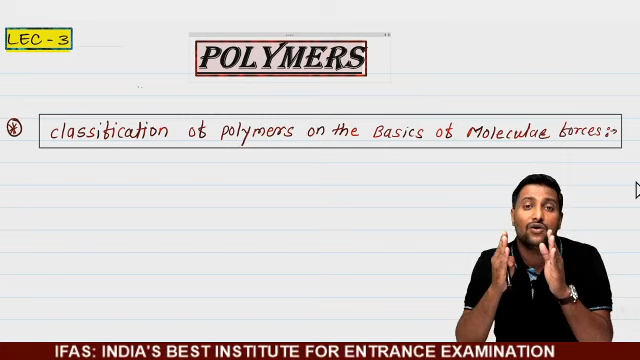 LEC - 3
POLYMERS
* Classification of Polymers on the Basics of Moleculae forces:-
IFAS: INDIA'S BEST INSTITUTE FOR ENTRANCE EXAMINATION